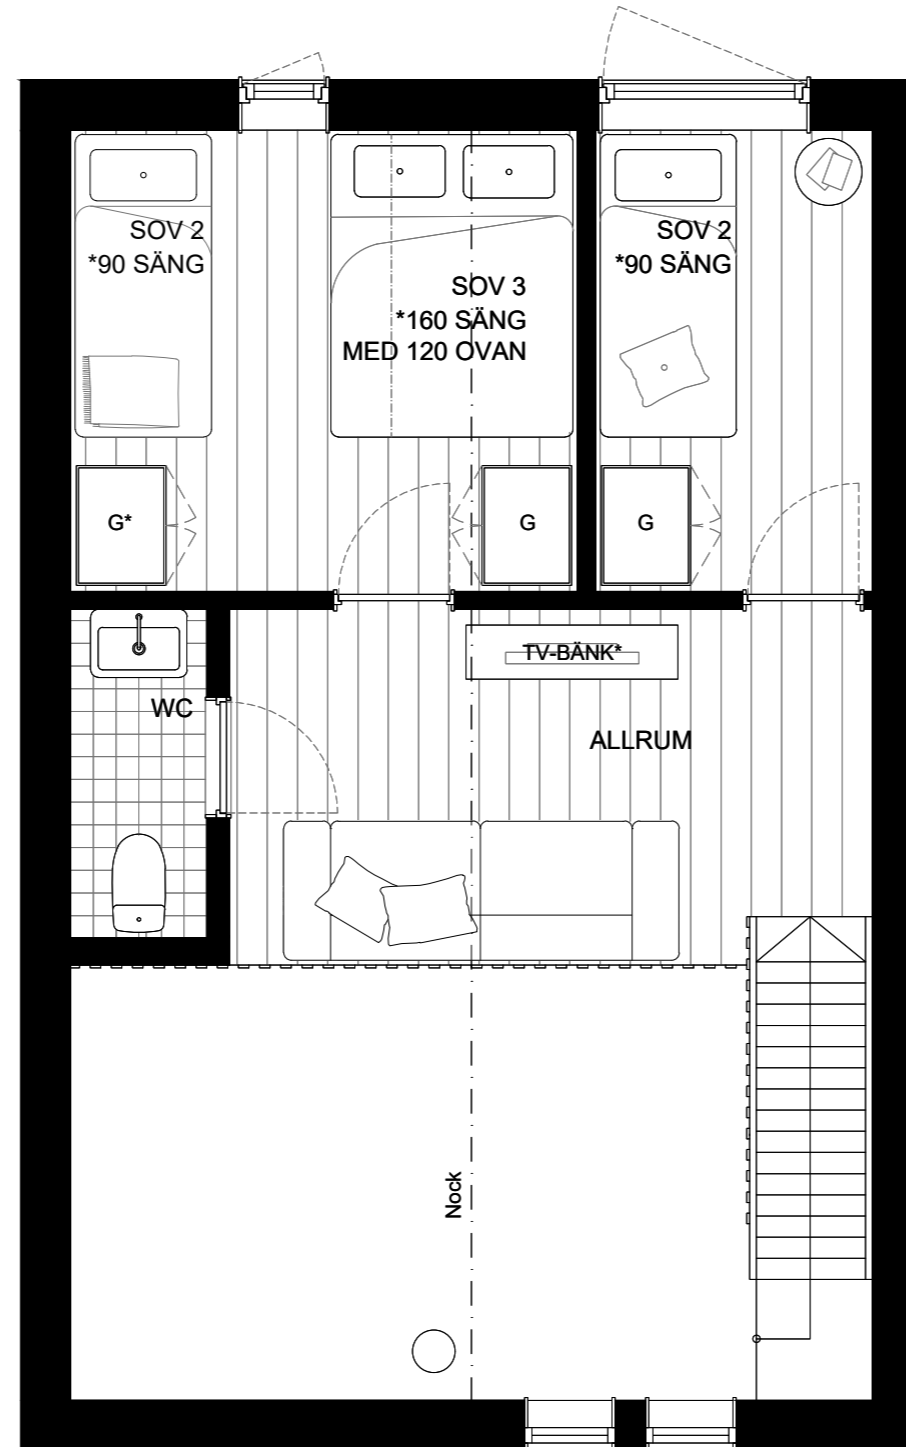 SOV 2
*90 SÄNG
SOV 3
*160 SÄNG
MED 120 OVAN
SOV 2
*90 SÄNG
G*
G
G
TV-BÄNK*
WC
ALLRUM
Nock